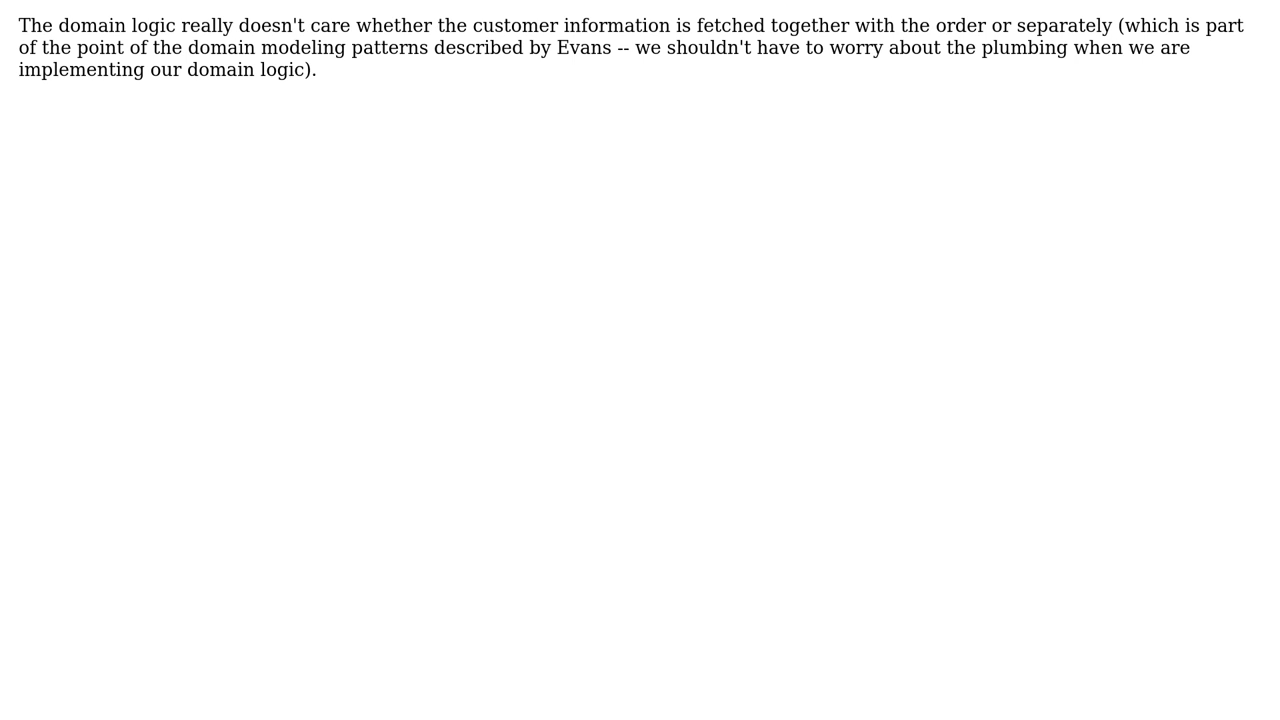 The domain logic really doesn't care whether the customer information is fetched together with the order or separately (which is part
of the point of the domain modeling patterns described by Evans -- we shouldn't have to worry about the plumbing when we are
implementing our domain logic).